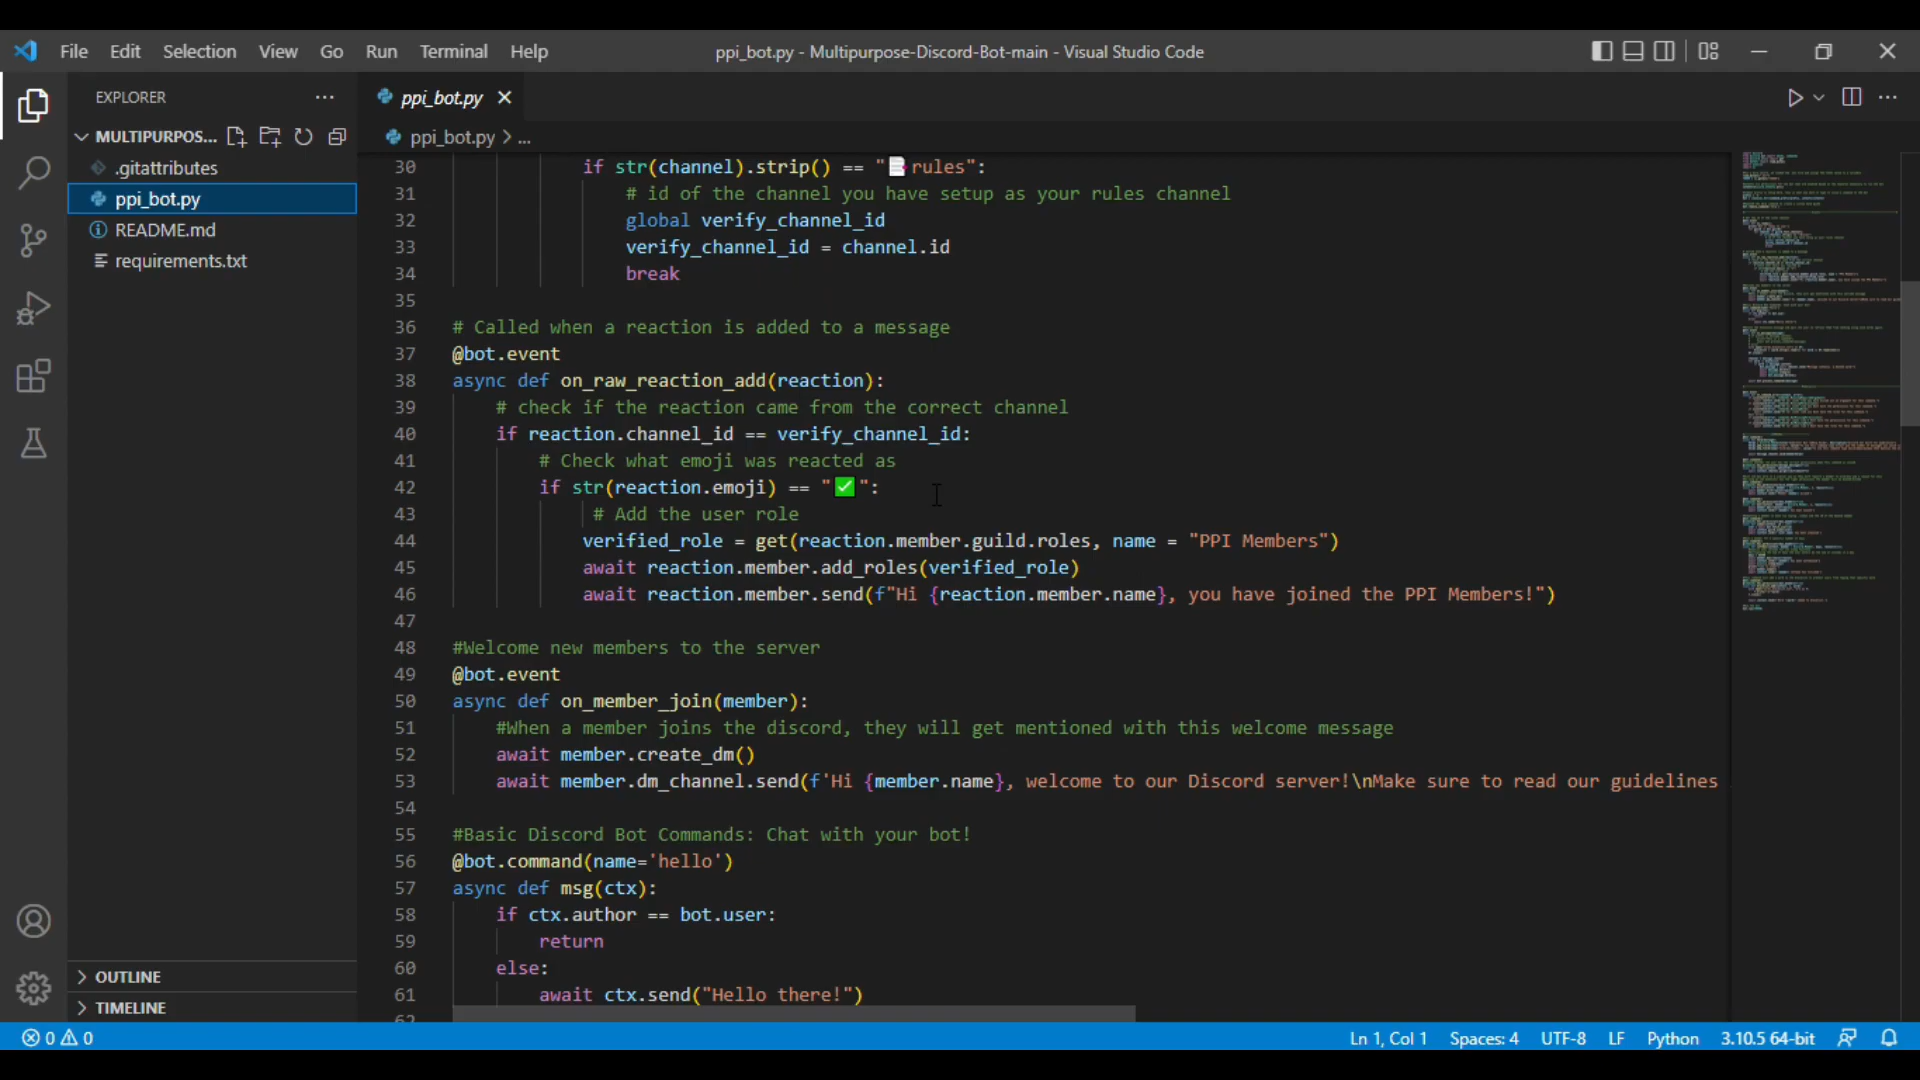 File Edit Selection View Go Run Terminal Help
ppi_bot.py - Multipurpose-Discord-Bot-main - Visual Studio Code
EXPLORER
MULTIPURPOS...
.gitattributes
ppi_bot.py
README.md
requirements.txt
OUTLINE
TIMELINE
ppi_bot.py
ppi_bot.py > ...
30 if str(channel).strip() == "📑rules":
31 # id of the channel you have setup as your rules channel
32 global verify_channel_id
33 verify_channel_id = channel.id
34 break
35
36 # Called when a reaction is added to a message
37 @bot.event
38 async def on_raw_reaction_add(reaction):
39 # check if the reaction came from the correct channel
40 if reaction.channel_id == verify_channel_id:
41 # Check what emoji was reacted as
42 if str(reaction.emoji) == "✅":
43 # Add the user role
44 verified_role = get(reaction.member.guild.roles, name = "PPI Members")
45 await reaction.member.add_roles(verified_role)
46 await reaction.member.send(f"Hi {reaction.member.name}, you have joined the PPI Members!")
47
48 #Welcome new members to the server
49 @bot.event
50 async def on_member_join(member):
51 #When a member joins the discord, they will get mentioned with this welcome message
52 await member.create_dm()
53 await member.dm_channel.send(f'Hi {member.name}, welcome to our Discord server!\nMake sure to read our guidelines
54
55 #Basic Discord Bot Commands: Chat with your bot!
56 @bot.command(name='hello')
57 async def msg(ctx):
58 if ctx.author == bot.user:
59 return
60 else:
61 await ctx.send("Hello there!")
62
0 0
Ln 1, Col 1 Spaces: 4 UTF-8 LF Python 3.10.5 64-bit